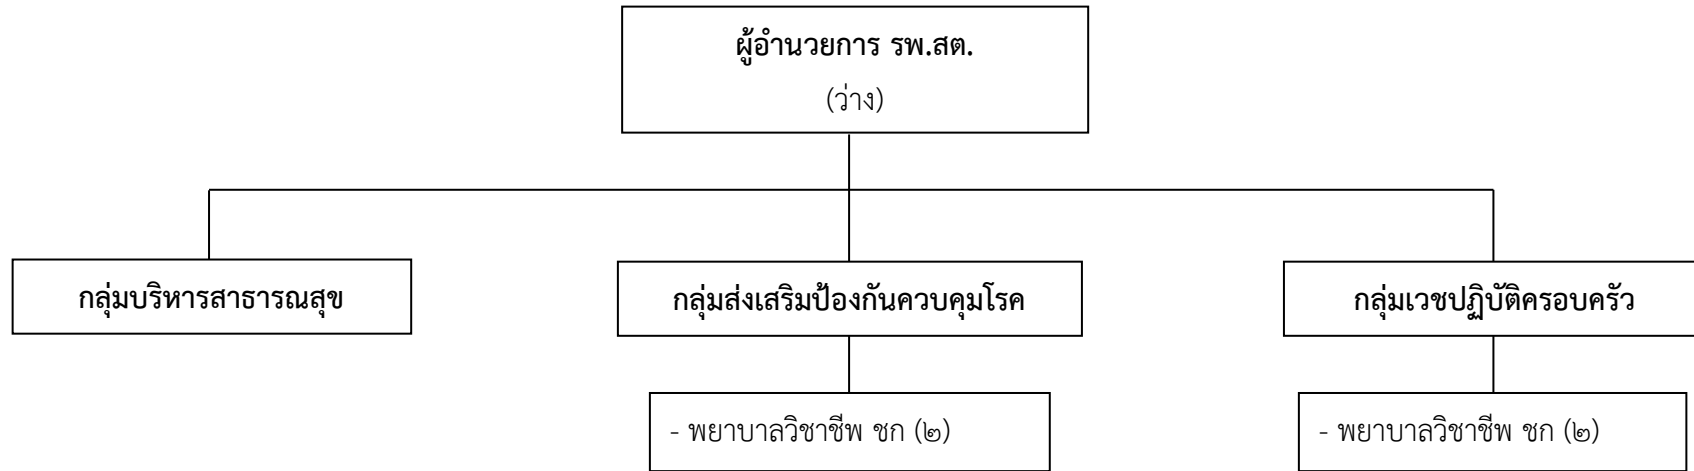 ผู้อำนวยการ รพ.สต.
(ว่าง)
กลุ่มบริหารสาธารณสุข
กลุ่มส่งเสริมป้องกันควบคุมโรค
กลุ่มเวชปฏิบัติครอบครัว
- พยาบาลวิชาชีพ ชก (๒)
- พยาบาลวิชาชีพ ชก (๒)